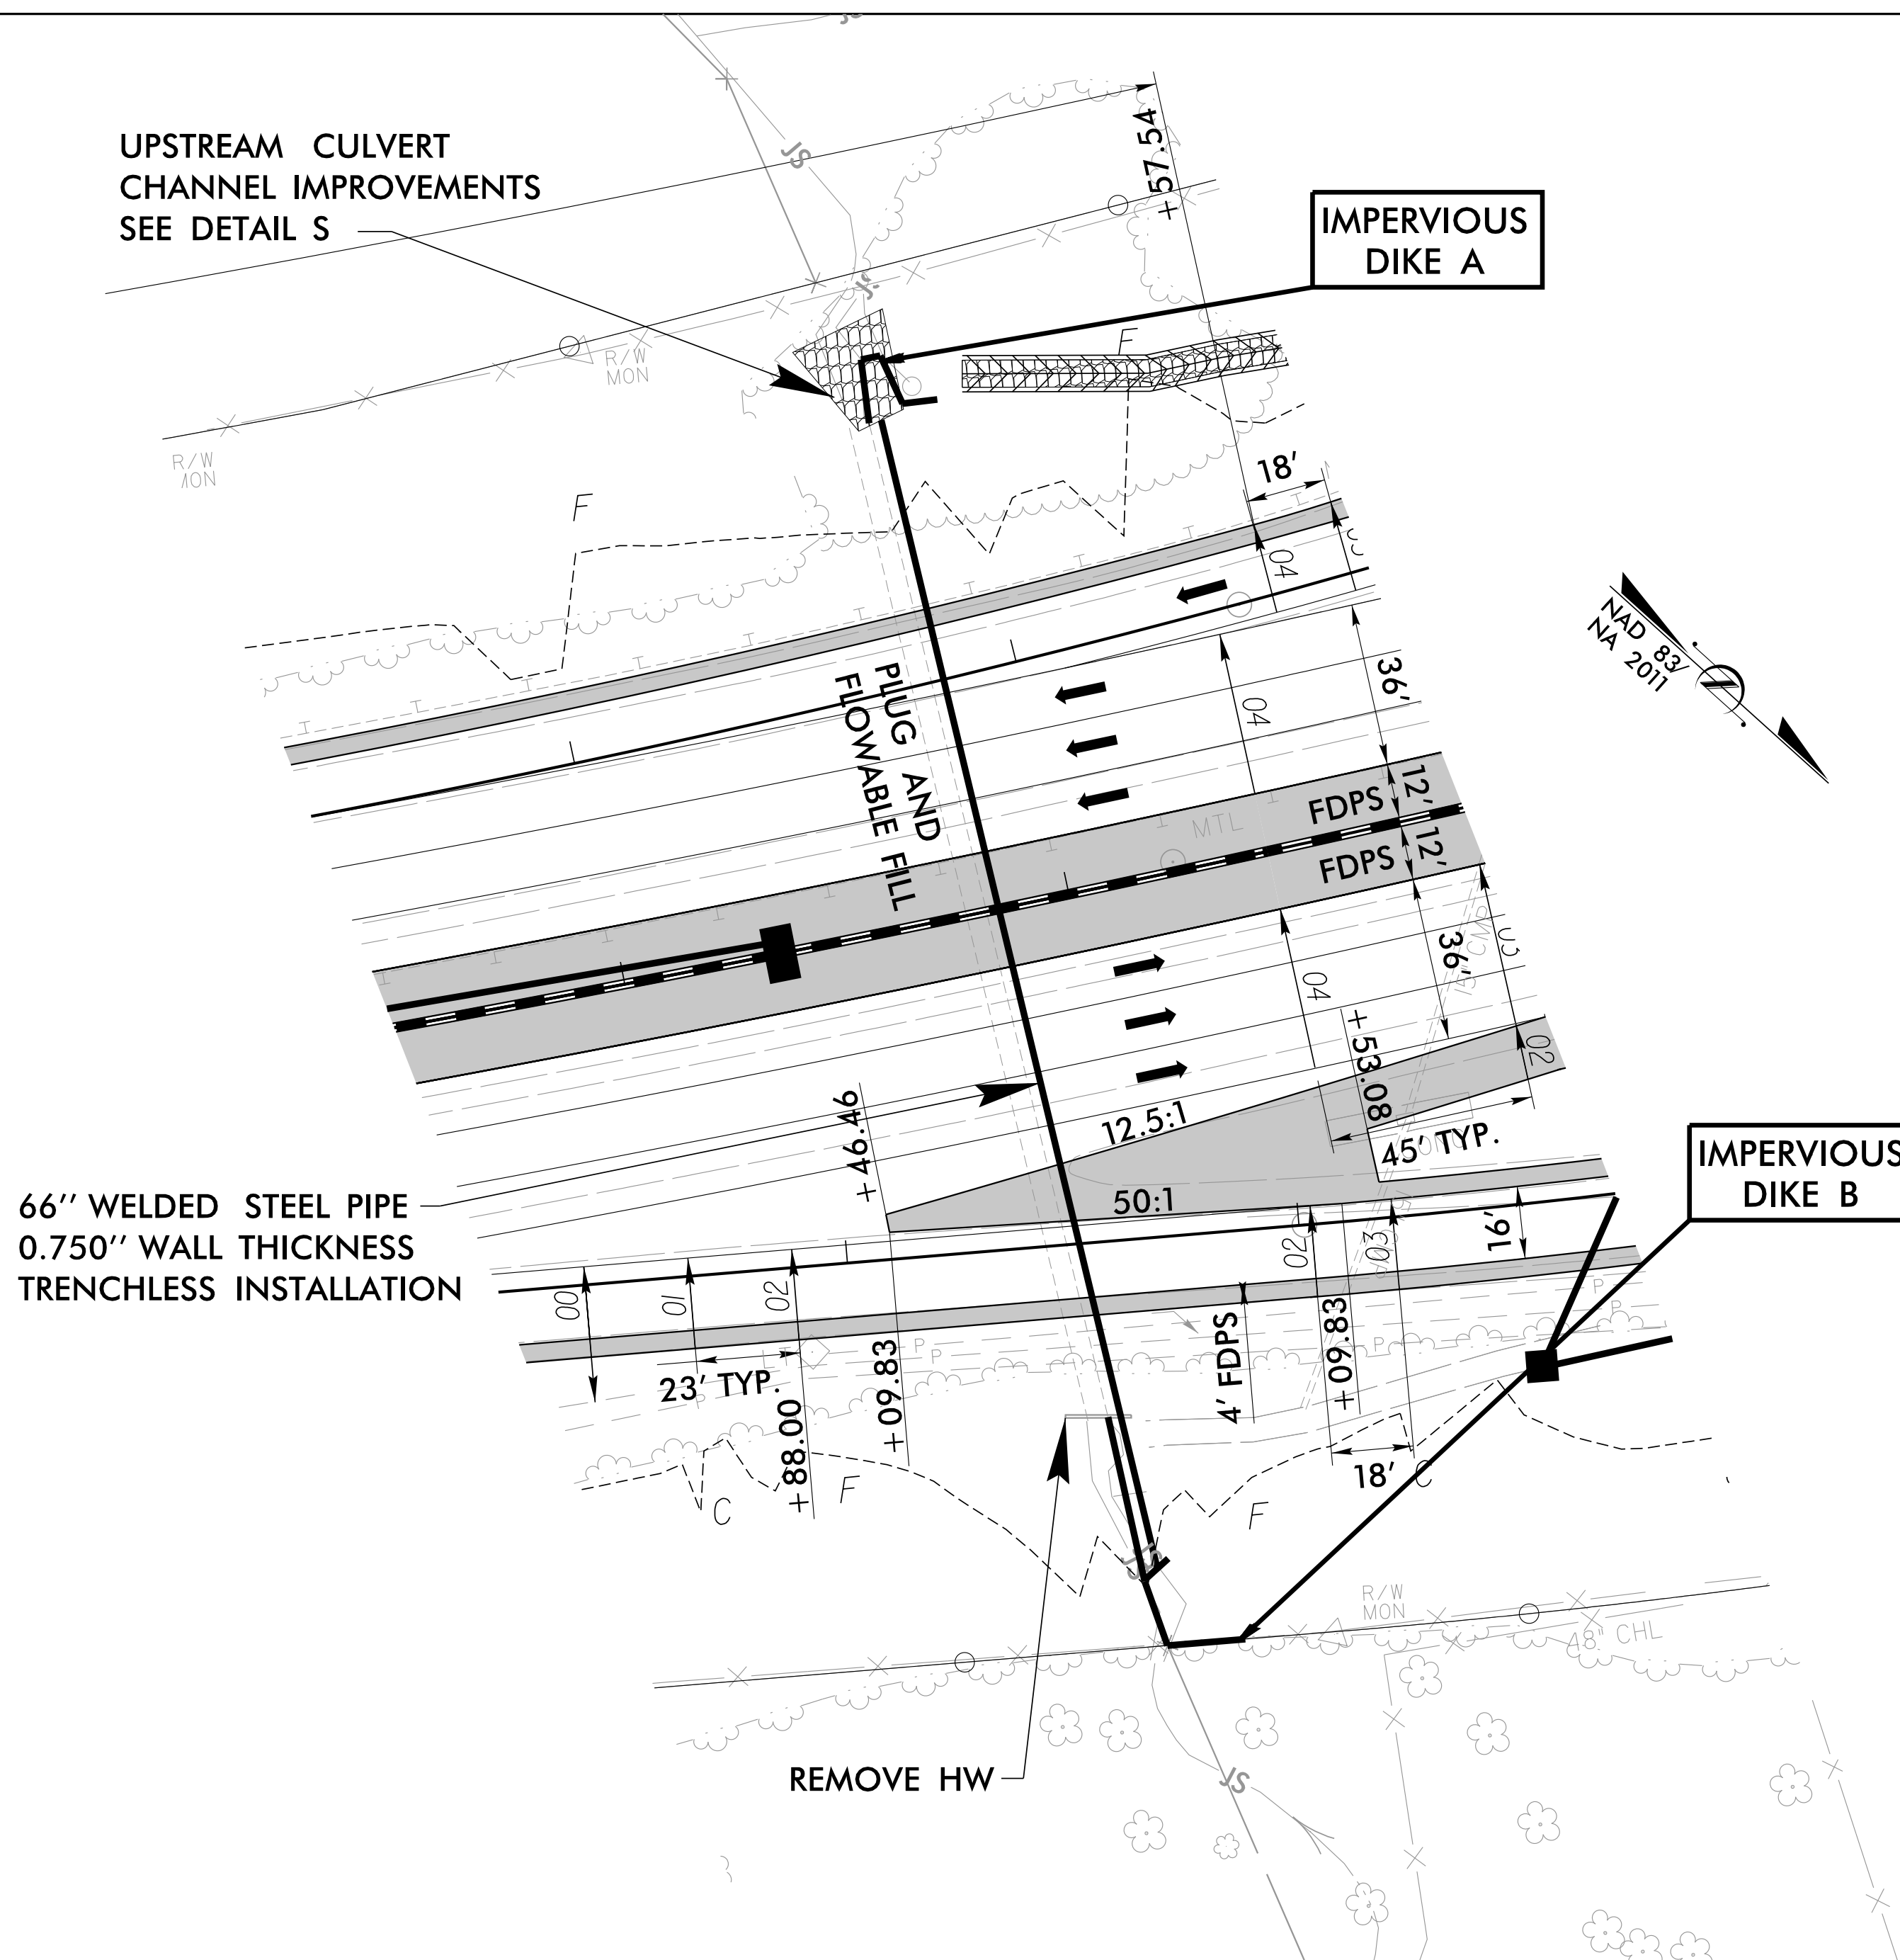 JS
+57.54
UPSTREAM CULVERT
CHANNEL IMPROVEMENTS
SEE DETAIL S
IMPERVIOUS
DIKE A
JS
F
R/W
MON
R/W
F
18'
04
NAD 83/
NA 2011
36'
04
PLUG AND
FLOWABLE FILL
MTL
FDPS
12'
FDPS
12'
36'
15" CMP
04
+53.08
02
+46.46
12.5:1
45' TYP.
IMPERVIOUS
DIKE B
50:1
66'' WELDED STEEL PIPE
0.750'' WALL THICKNESS
TRENCHLESS INSTALLATION
16'
00
01
02
02
03
23' TYP.
+88.00
+09.83
4' FDPS
+09.83
P
P
P
P
P
P
18'
C
C
F
F
JS
R/W
MON
48" CHL
REMOVE HW
JS